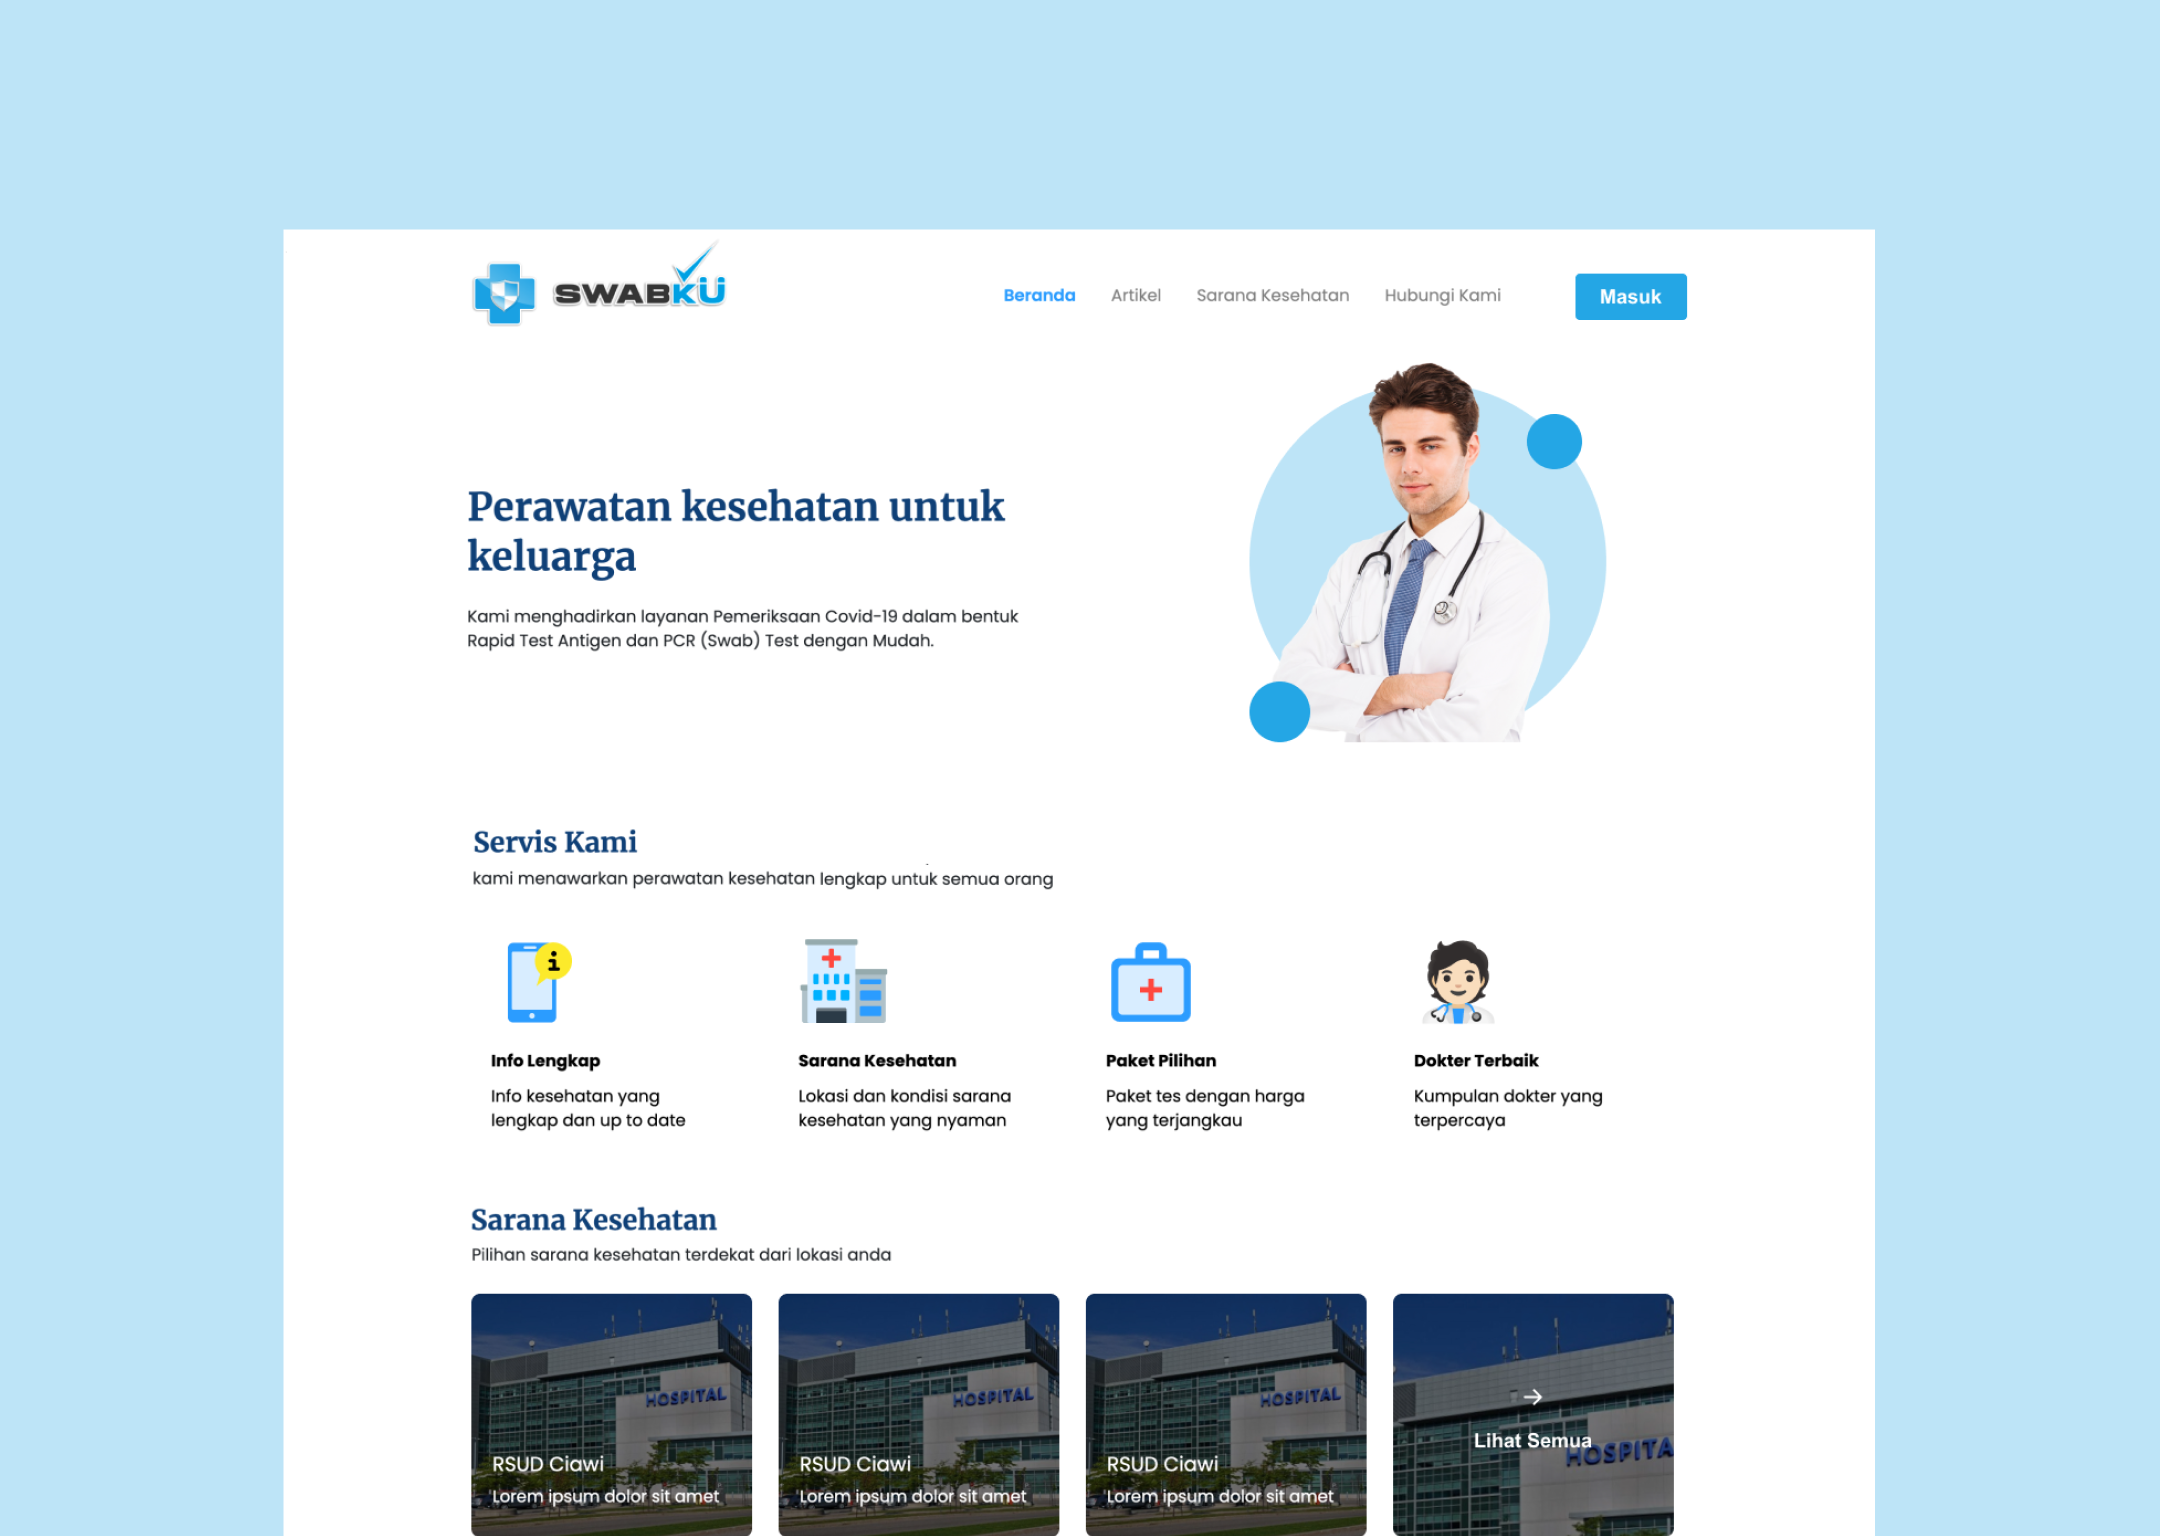 SWABKU
Beranda
Artikel
Sarana Kesehatan
Hubungi Kami
Masuk
Perawatan kesehatan untuk
keluarga
Kami menghadirkan layanan Pemeriksaan Covid-19 dalam bentuk
Rapid Test Antigen dan PCR (Swab) Test dengan Mudah.
Servis Kami
kami menawarkan perawatan kesehatan lengkap untuk semua orang
i
Info Lengkap
Info kesehatan yang
lengkap dan up to date
Sarana Kesehatan
Lokasi dan kondisi sarana
kesehatan yang nyaman
Paket Pilihan
Paket tes dengan harga
yang terjangkau
Dokter Terbaik
Kumpulan dokter yang
terpercaya
Sarana Kesehatan
Pilihan sarana kesehatan terdekat dari lokasi anda
HOSPITAL
RSUD Ciawi
Lorem ipsum dolor sit amet
HOSPITAL
RSUD Ciawi
Lorem ipsum dolor sit amet
HOSPITAL
RSUD Ciawi
Lorem ipsum dolor sit amet
→
Lihat Semua
HOSPITA